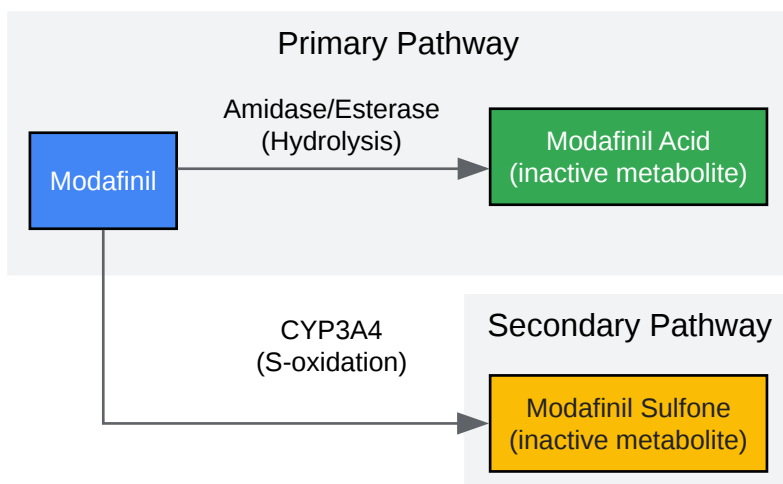 Primary Pathway
Amidase/Esterase
(Hydrolysis)
Modafinil
Modafinil Acid
(inactive metabolite)
CYP3A4
(S-oxidation)
Secondary Pathway
Modafinil Sulfone
(inactive metabolite)